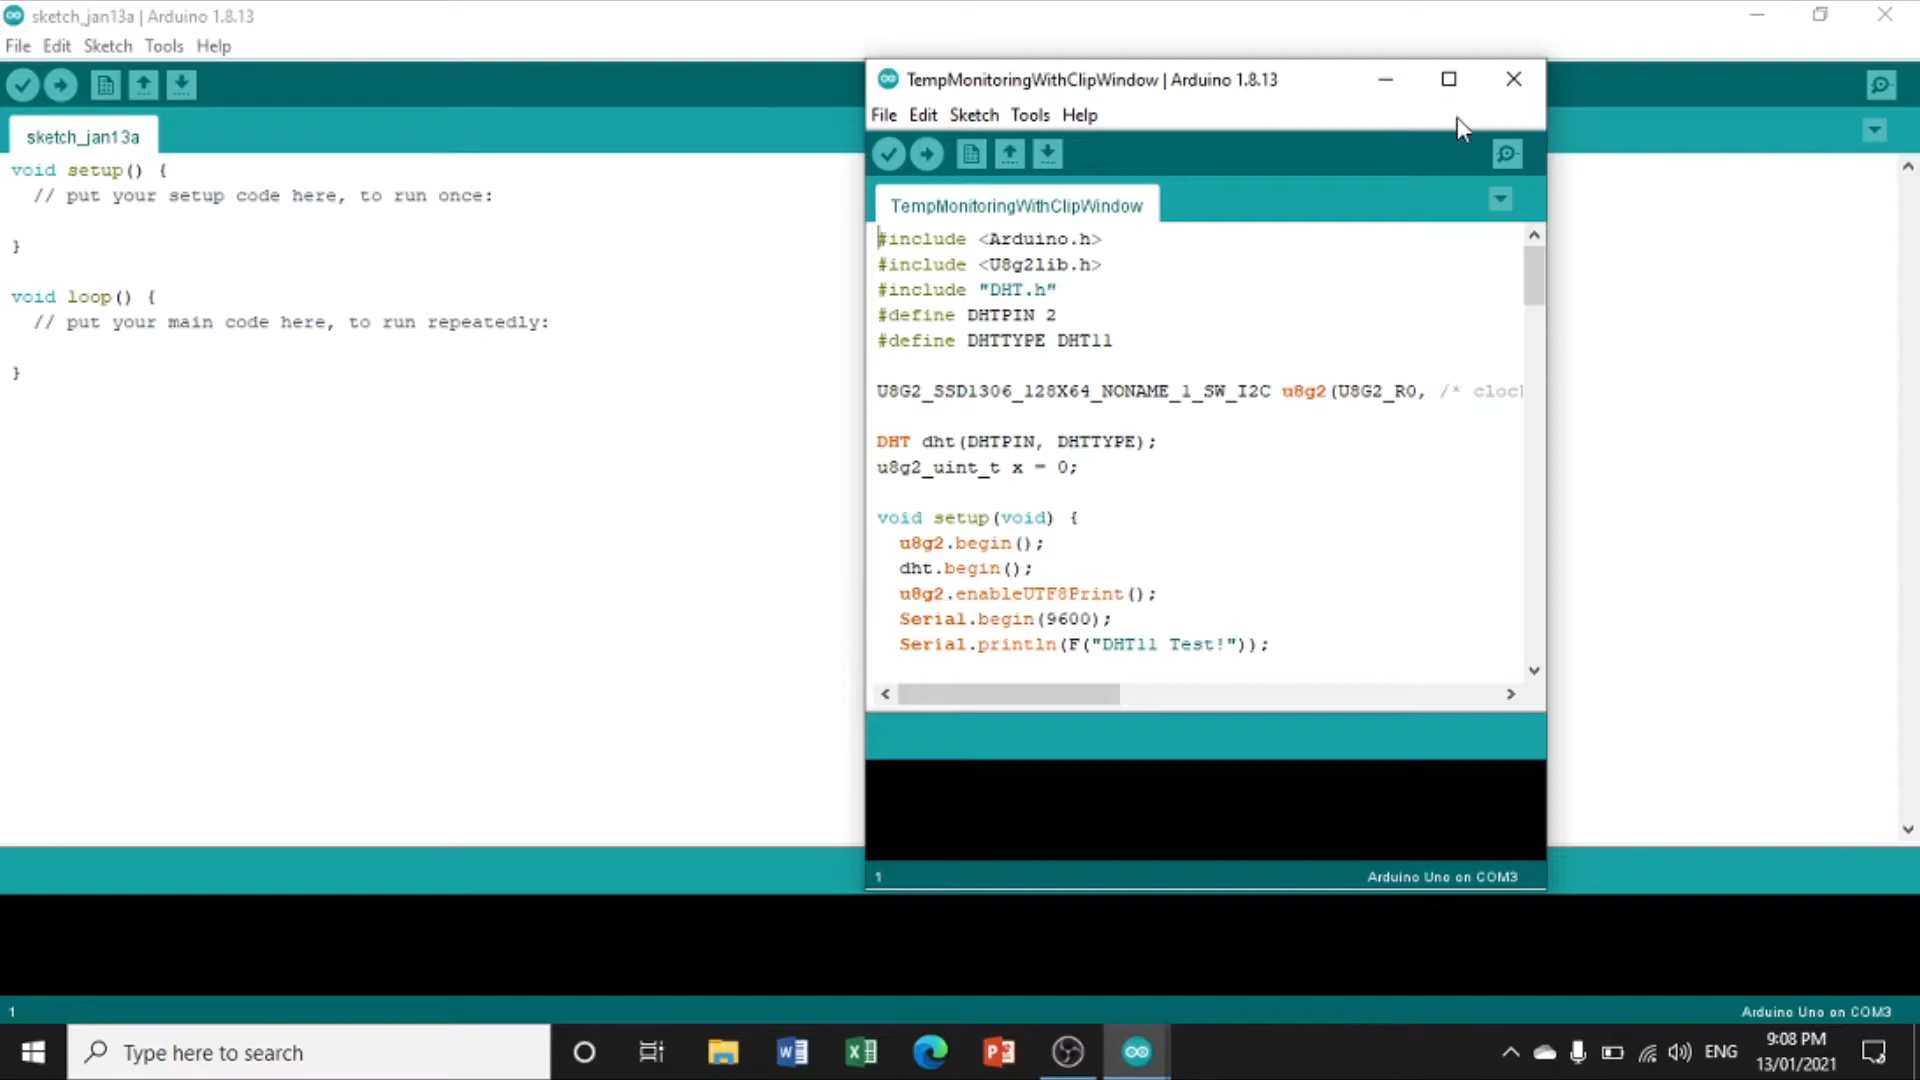 sketch_jan13a | Arduino 1.8.13
File Edit Sketch Tools Help
sketch_jan13a
void setup() {
// put your setup code here, to run once:
}
void loop() {
// put your main code here, to run repeatedly:
}
TempMonitoringWithClipWindow | Arduino 1.8.13
File Edit Sketch Tools Help
TempMonitoringWithClipWindow
#include <Arduino.h>
#include <U8g2lib.h>
#include "DHT.h"
#define DHTPIN 2
#define DHTTYPE DHT11
U8G2_SSD1306_128X64_NONAME_1_SW_I2C u8g2(U8G2_R0, /* cloc
DHT dht(DHTPIN, DHTTYPE);
u8g2_uint_t x = 0;
void setup(void) {
u8g2.begin();
dht.begin();
u8g2.enableUTF8Print();
Serial.begin(9600);
Serial.println(F("DHT11 Test!"));
1
Arduino Uno on COM3
1
Arduino Uno on COM3
Type here to search
ENG
9:08 PM
13/01/2021